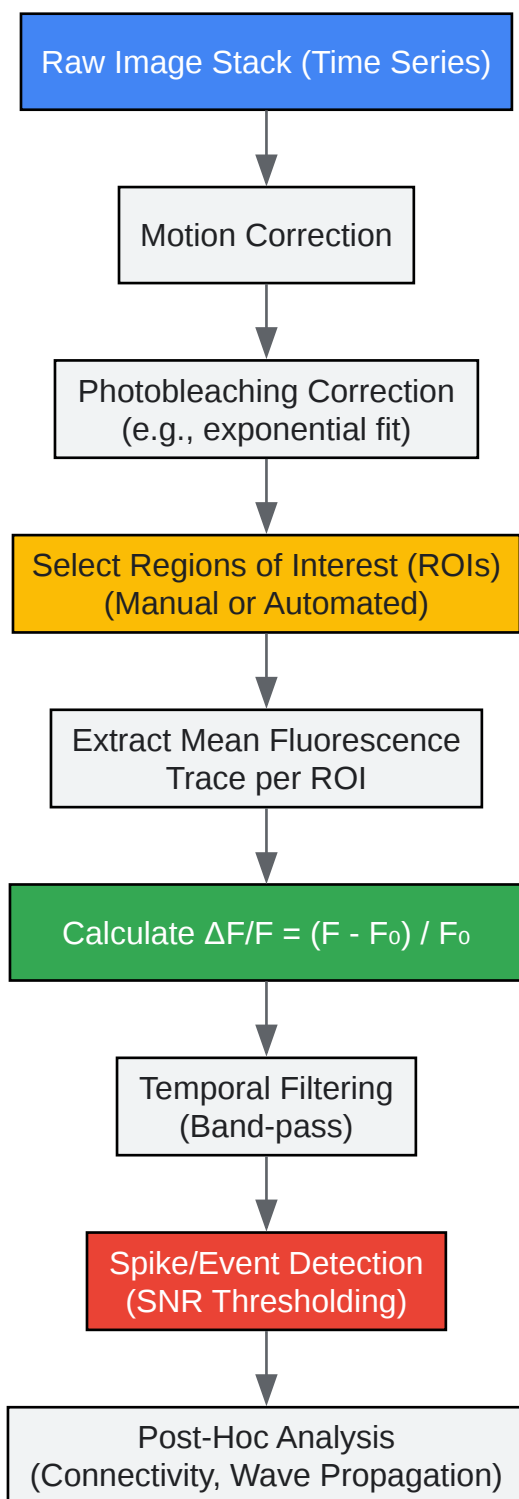 Raw Image Stack (Time Series)
Motion Correction
Photobleaching Correction
(e.g., exponential fit)
Select Regions of Interest (ROIs)
(Manual or Automated)
Extract Mean Fluorescence
Trace per ROI
Calculate ΔF/F = (F - F₀) / F₀
Temporal Filtering
(Band-pass)
Spike/Event Detection
(SNR Thresholding)
Post-Hoc Analysis
(Connectivity, Wave Propagation)